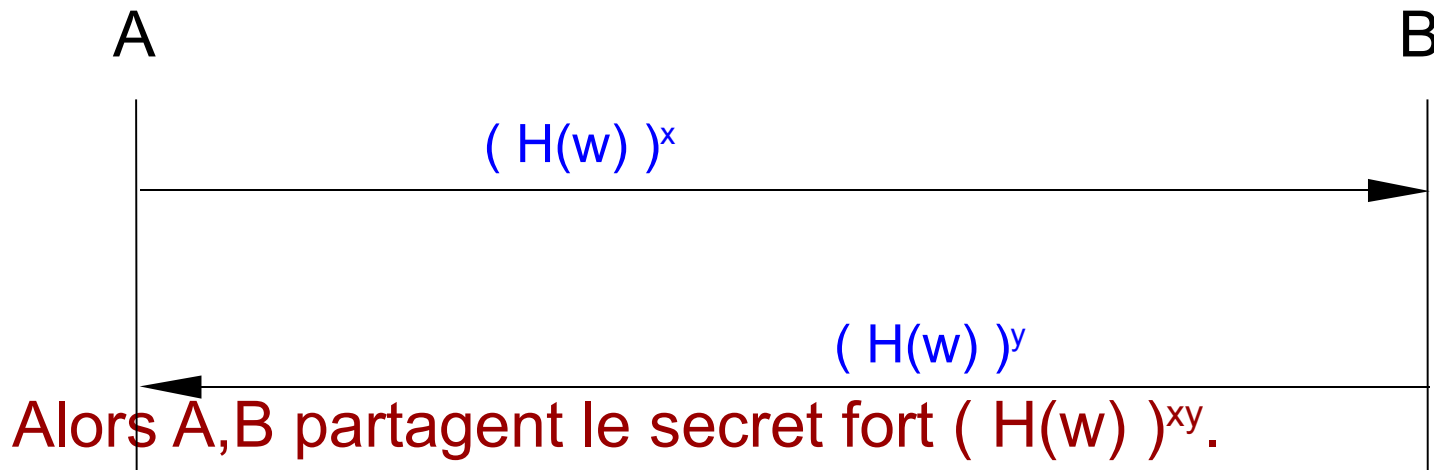 A B
( H(w) )ˣ
( H(w) )ʸ
Alors A,B partagent le secret fort ( H(w) )ˣʸ.